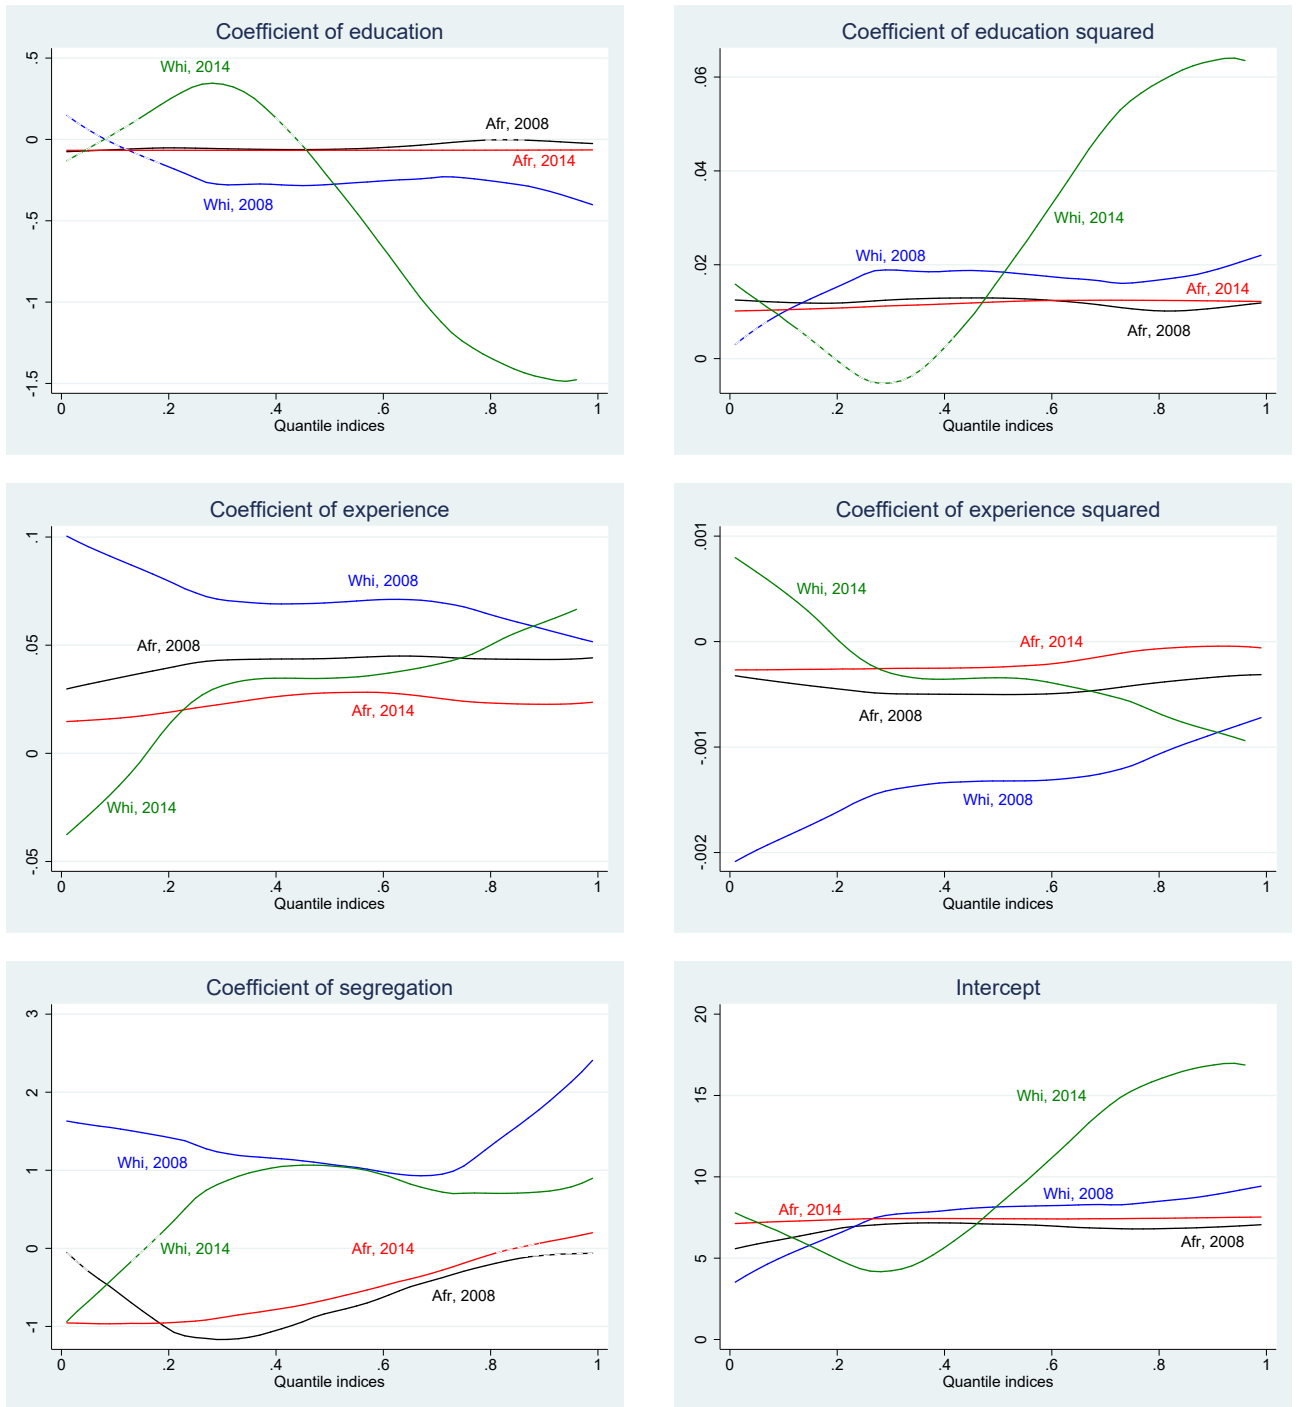 Coefficient of education
.5
0
-.5
-1
-1.5
Whi, 2014
Afr, 2008
Afr, 2014
Whi, 2008
0 .2 .4 .6 .8 1
Quantile indices
Coefficient of education squared
.06
.04
.02
0
Whi, 2014
Whi, 2008
Afr, 2014
Afr, 2008
0 .2 .4 .6 .8 1
Quantile indices
Coefficient of experience
.1
.05
0
-.05
Whi, 2008
Afr, 2008
Afr, 2014
Whi, 2014
0 .2 .4 .6 .8 1
Quantile indices
Coefficient of experience squared
.001
0
-.001
-.002
Whi, 2014
Afr, 2014
Afr, 2008
Whi, 2008
0 .2 .4 .6 .8 1
Quantile indices
Coefficient of segregation
3
2
1
0
-1
Whi, 2008
Whi, 2014
Afr, 2014
Afr, 2008
0 .2 .4 .6 .8 1
Quantile indices
Intercept
20
15
10
5
0
Whi, 2014
Whi, 2008
Afr, 2014
Afr, 2008
0 .2 .4 .6 .8 1
Quantile indices